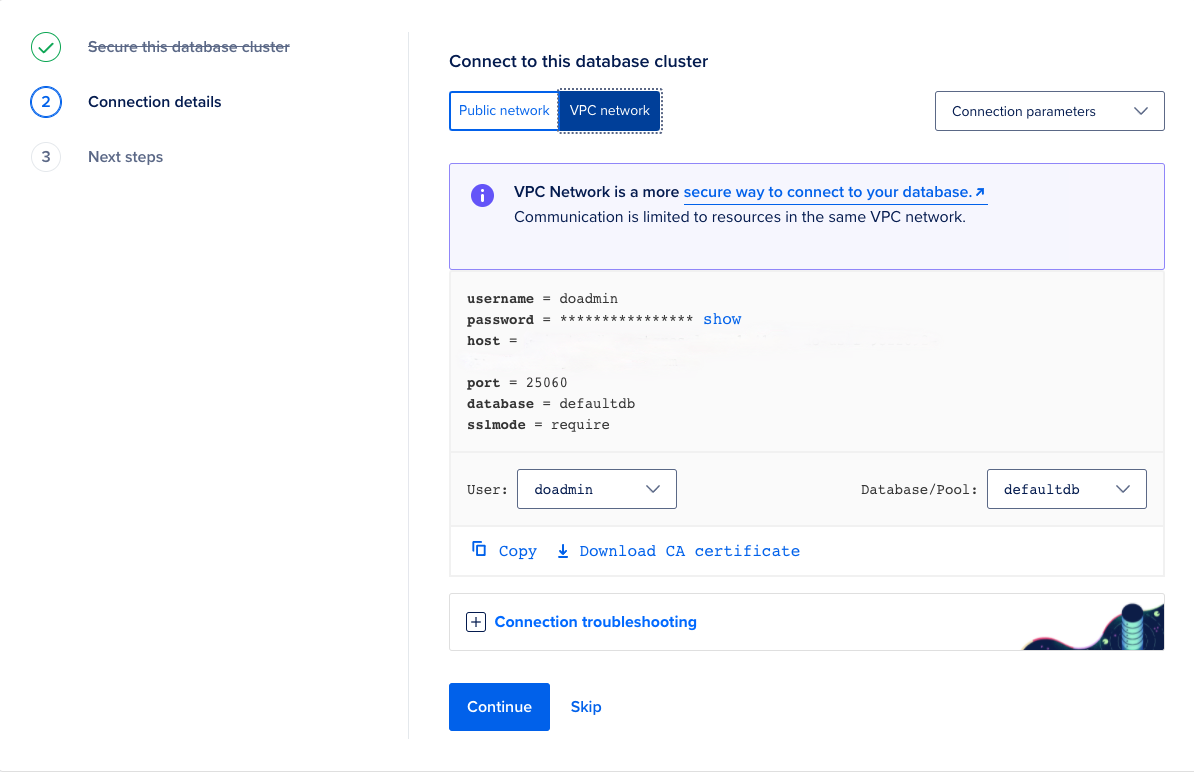 Secure this database cluster
2 Connection details
3 Next steps
Connect to this database cluster
Public network VPC network Connection parameters
VPC Network is a more secure way to connect to your database.
Communication is limited to resources in the same VPC network.
username = doadmin
password = **************** show
host =
port = 25060
database = defaultdb
sslmode = require
User: doadmin Database/Pool: defaultdb
Copy Download CA certificate
Connection troubleshooting
Continue Skip